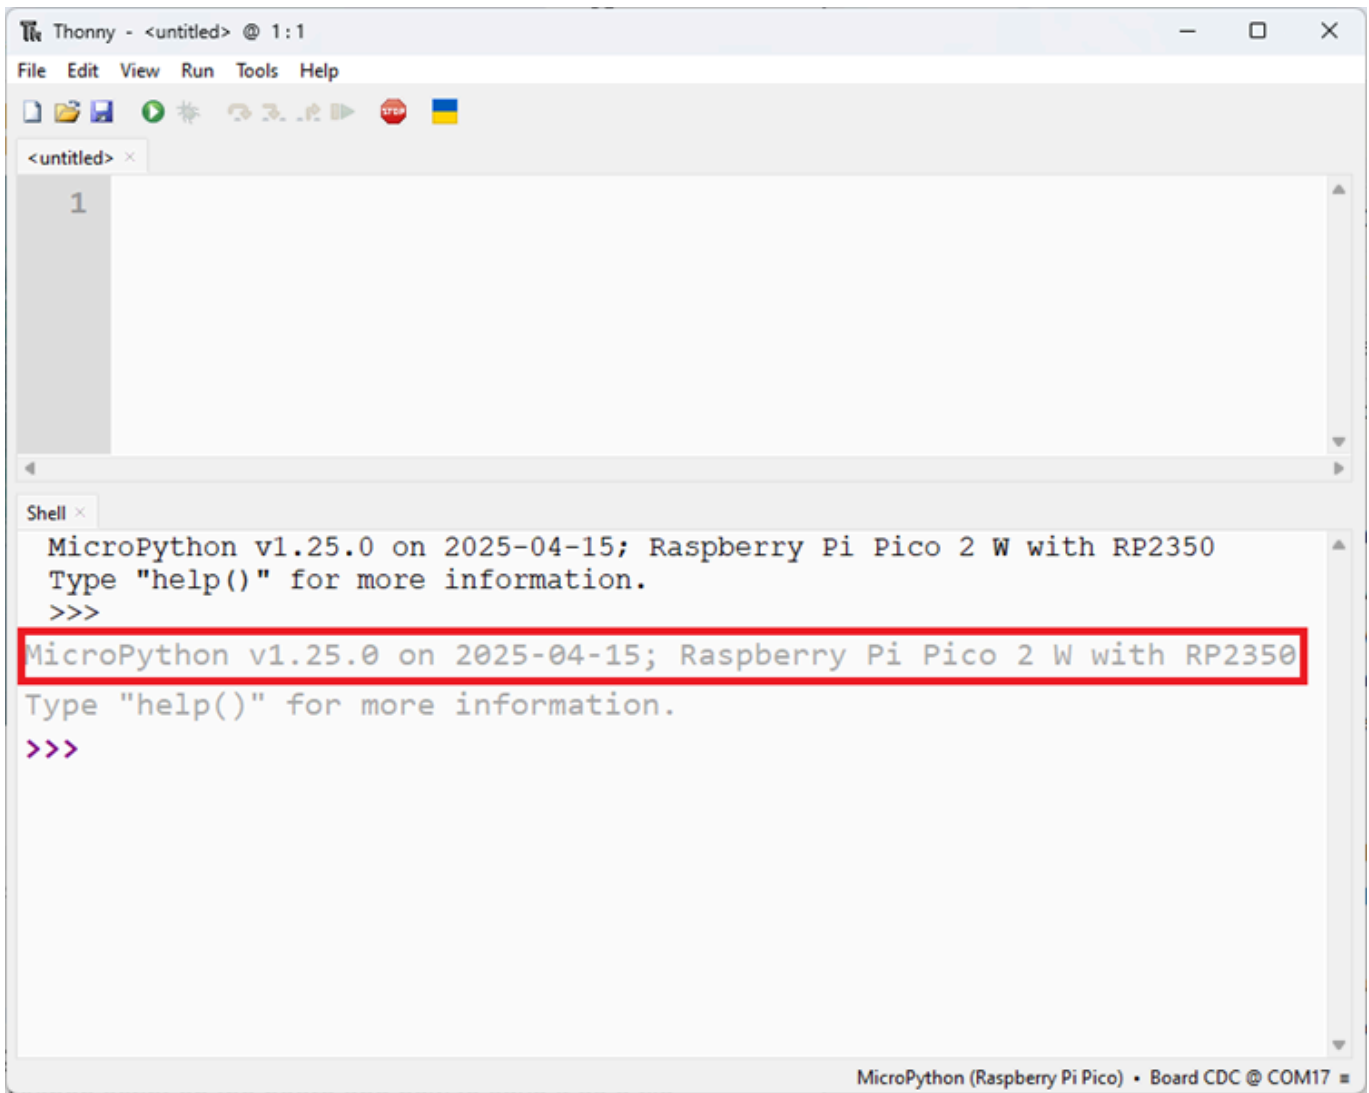 Thonny - <untitled> @ 1:1
File Edit View Run Tools Help
STOP
<untitled> ×
1
Shell ×
MicroPython v1.25.0 on 2025-04-15; Raspberry Pi Pico 2 W with RP2350
Type "help()" for more information.
>>>
MicroPython v1.25.0 on 2025-04-15; Raspberry Pi Pico 2 W with RP2350
Type "help()" for more information.
>>>
MicroPython (Raspberry Pi Pico) • Board CDC @ COM17 ≡